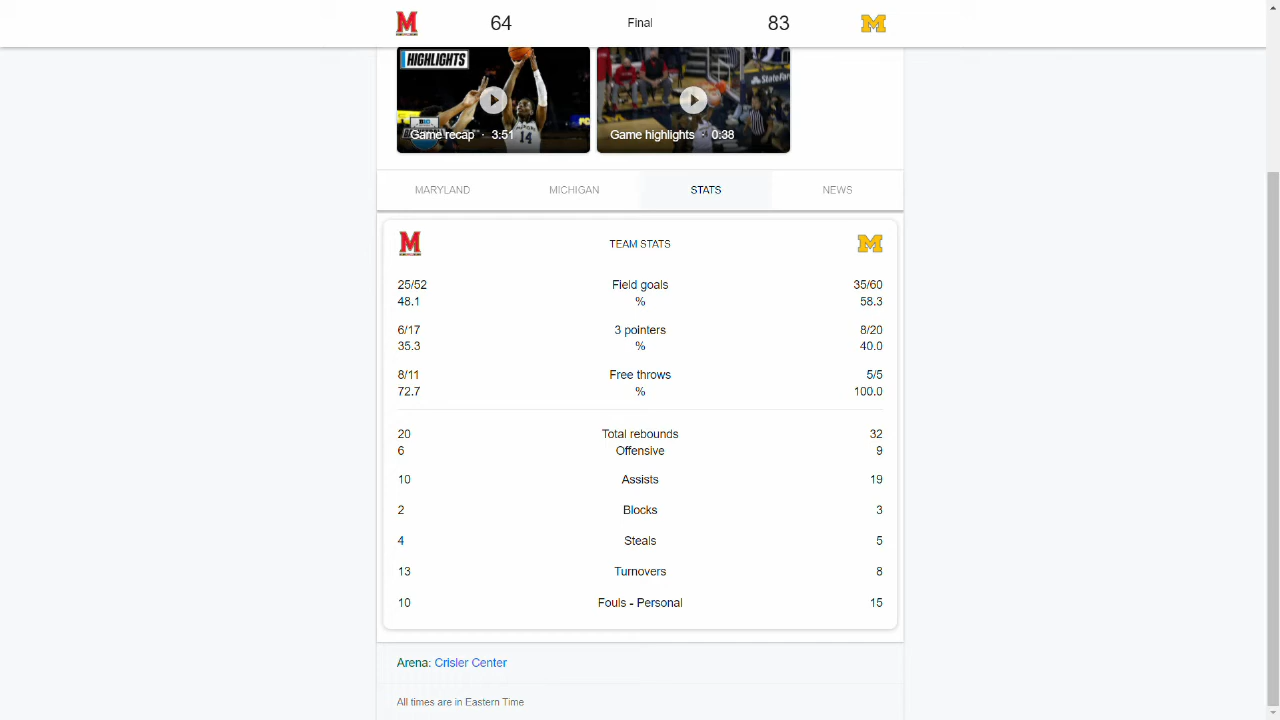 64 Final 83
HIGHLIGHTS
Game recap · 3:51
14
StateFar
Game highlights · 0:38
MARYLAND MICHIGAN STATS NEWS
TEAM STATS
25/52 Field goals 35/60
48.1 % 58.3
6/17 3 pointers 8/20
35.3 % 40.0
8/11 Free throws 5/5
72.7 % 100.0
20 Total rebounds 32
6 Offensive 9
10 Assists 19
2 Blocks 3
4 Steals 5
13 Turnovers 8
10 Fouls - Personal 15
Arena: Crisler Center
All times are in Eastern Time